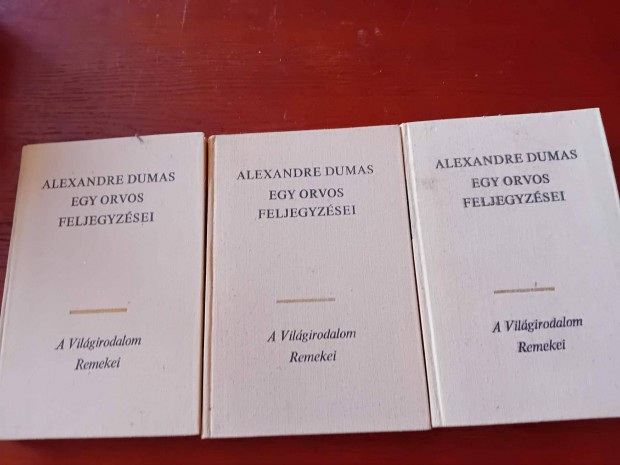 ALEXANDRE DUMAS
EGY ORVOS
FELJEGYZÉSEI
A Világirodalom
Remekei
ALEXANDRE DUMAS
EGY ORVOS
FELJEGYZÉSEI
A Világirodalom
Remekei
ALEXANDRE DUMAS
EGY ORVOS
FELJEGYZÉSEI
A Világirodalom
Remekei